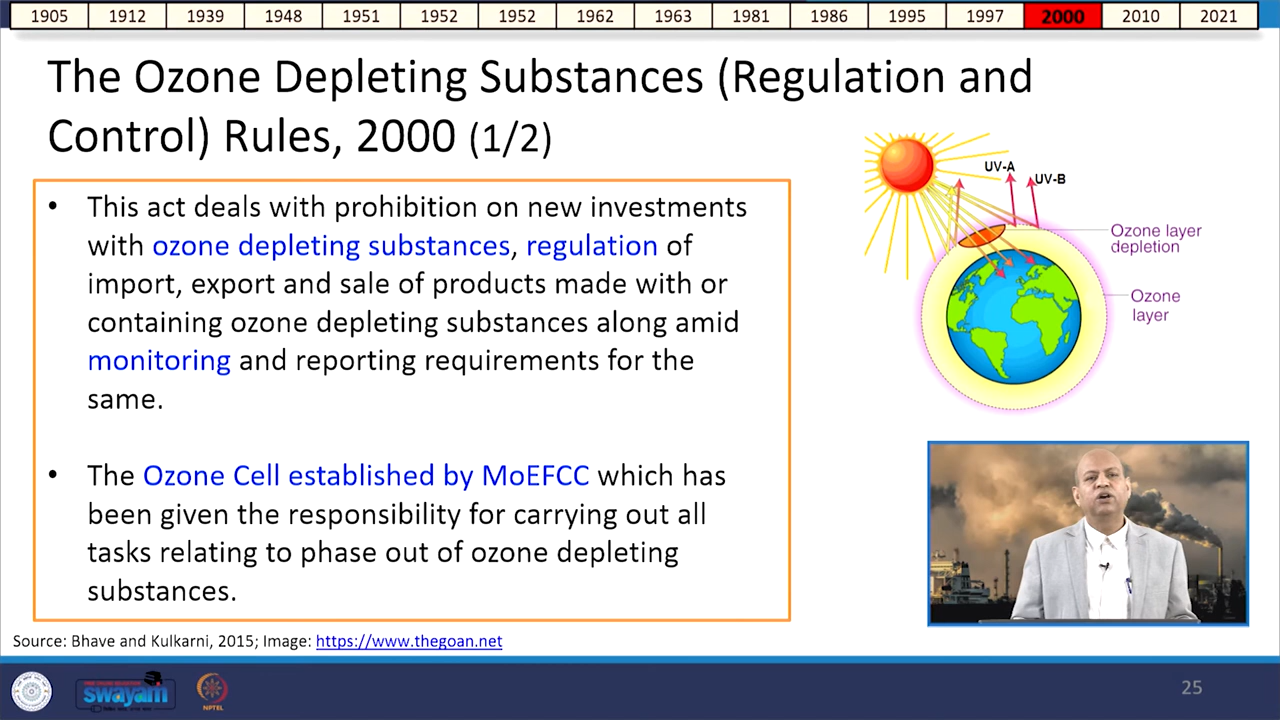 1905 1912 1939 1948 1951 1952 1952 1962 1963 1981 1986 1995 1997 2000 2010 2021
The Ozone Depleting Substances (Regulation and
Control) Rules, 2000 (1/2)
• This act deals with prohibition on new investments
with ozone depleting substances, regulation of
import, export and sale of products made with or
containing ozone depleting substances along amid
monitoring and reporting requirements for the
same.
• The Ozone Cell established by MoEFCC which has
been given the responsibility for carrying out all
tasks relating to phase out of ozone depleting
substances.
UV-A
UV-B
Ozone layer
depletion
Ozone
layer
Source: Bhave and Kulkarni, 2015; Image: https://www.thegoan.net
swayam
NPTEL
25